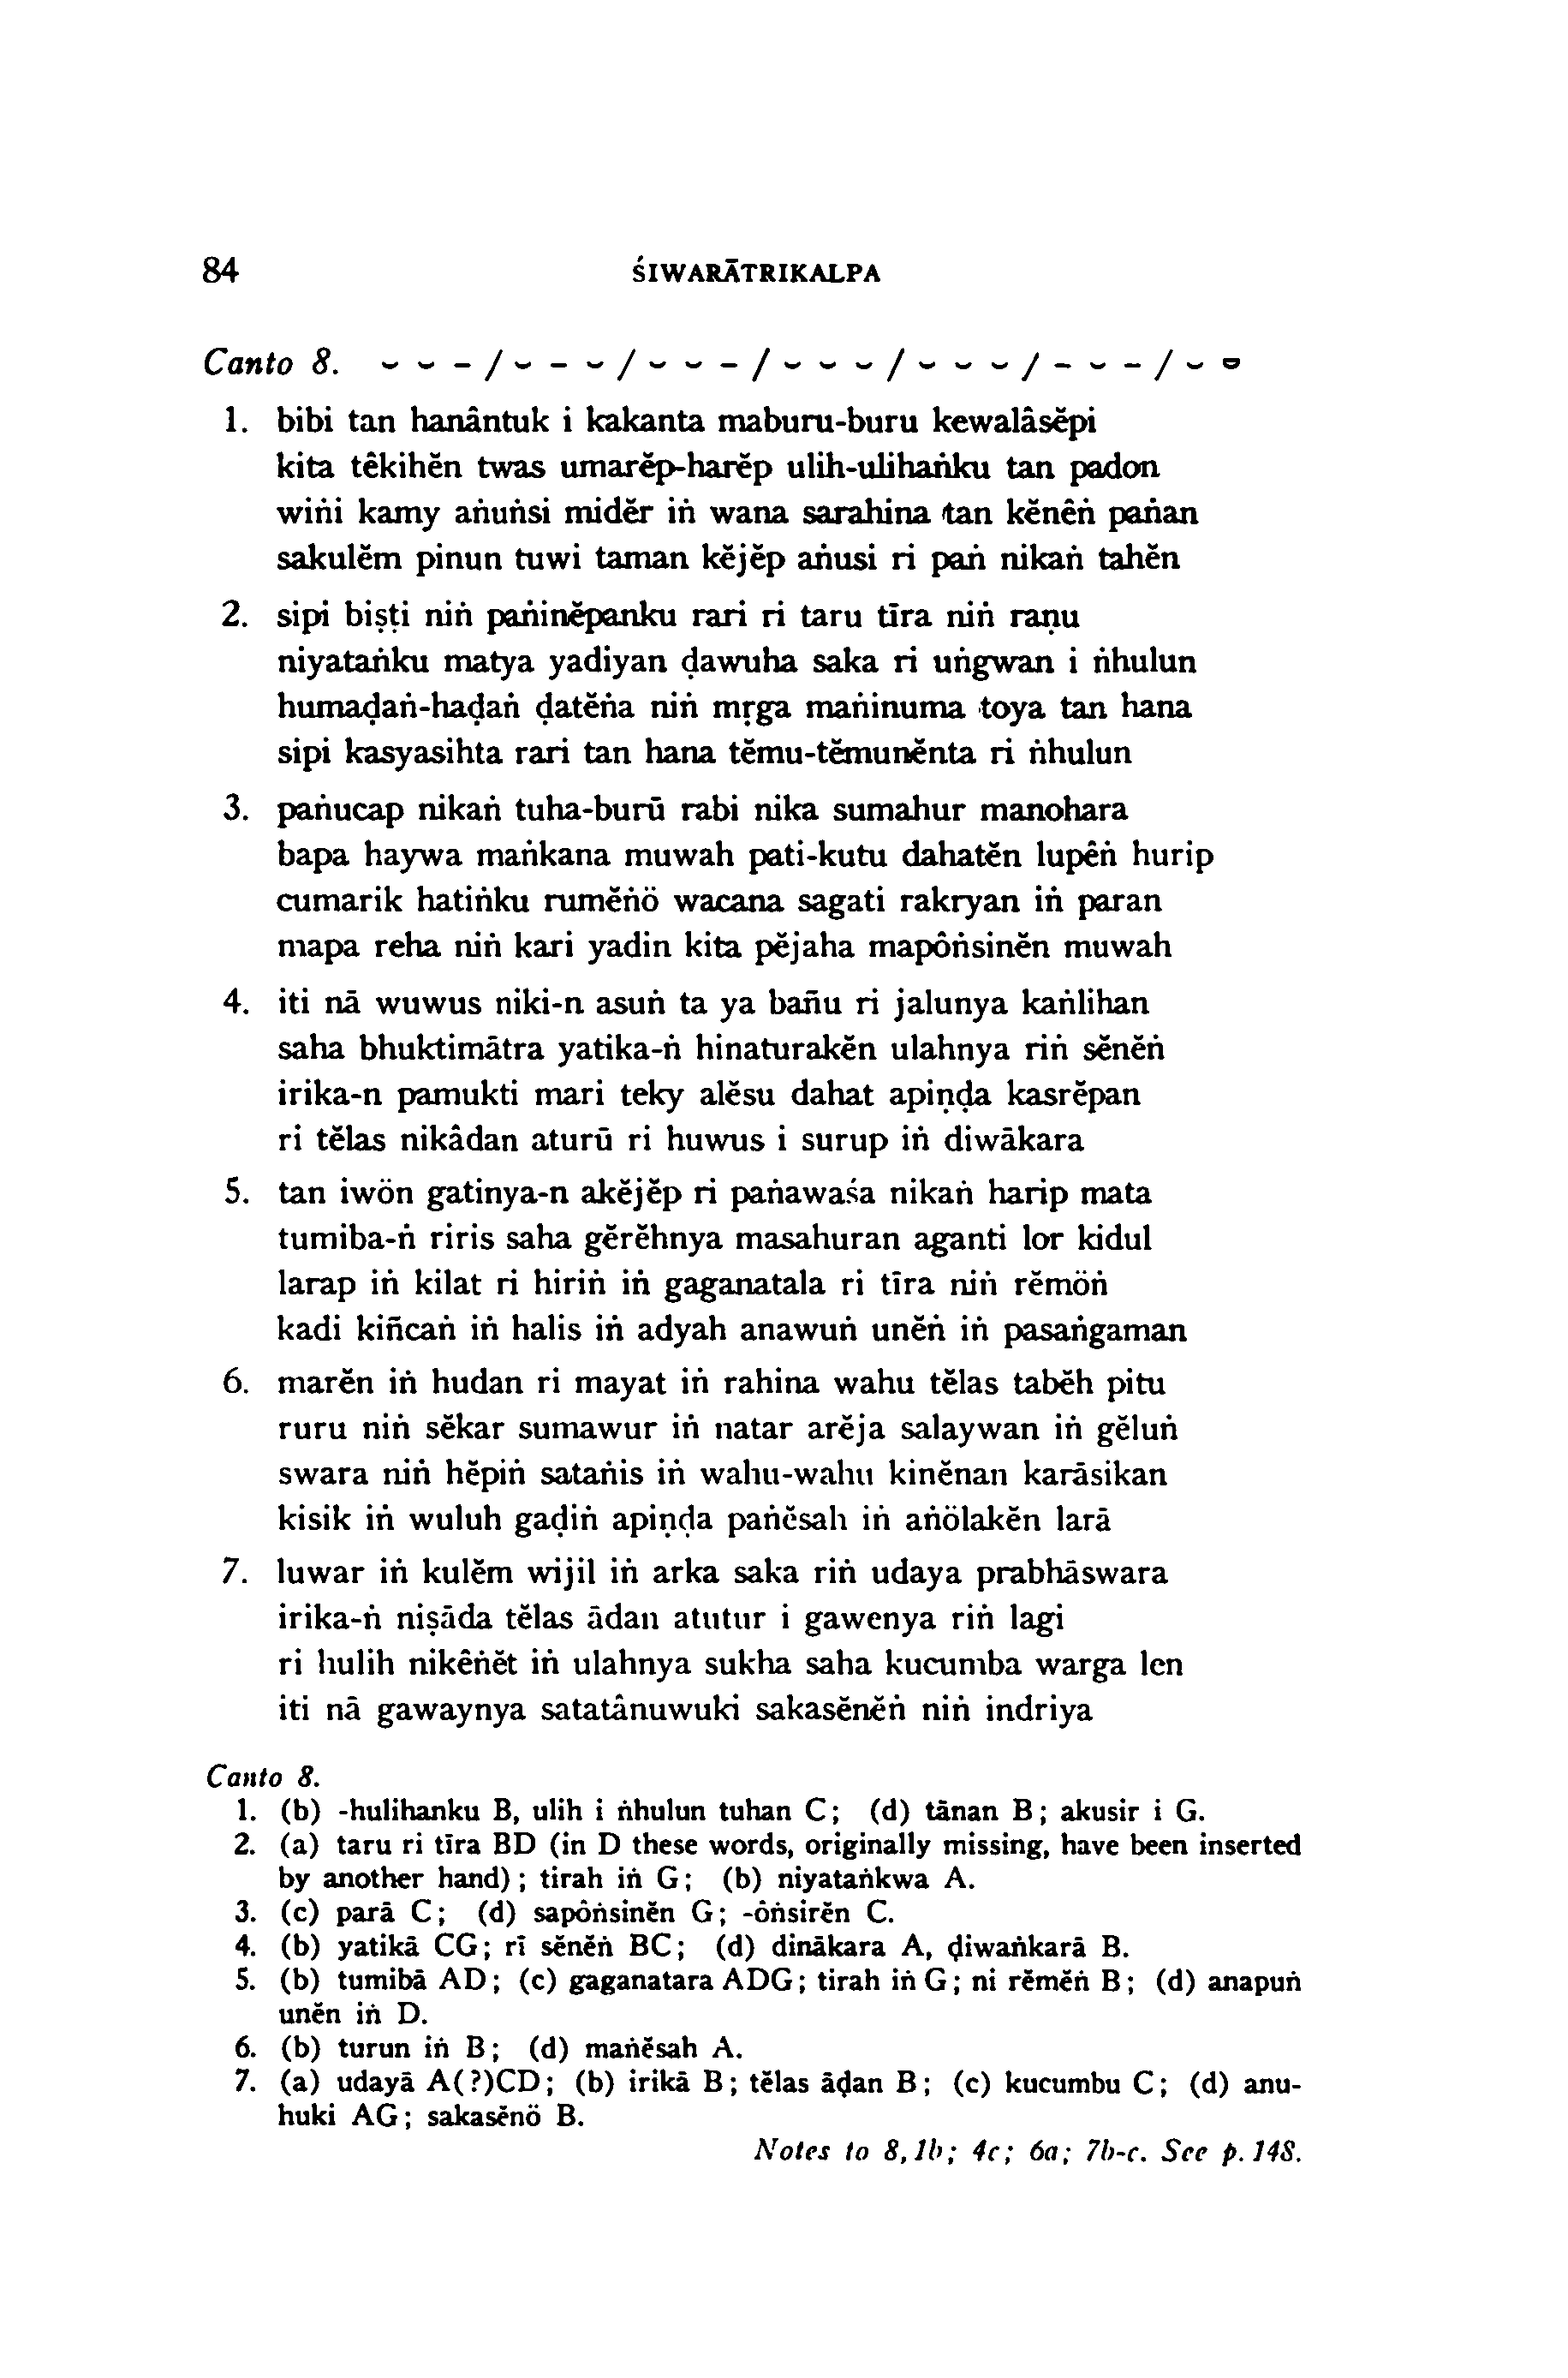 84 ŚIWARĀTRIKALPA
Canto 8. ⏑ ⏑ - / ⏑ - ⏑ / ⏑ ⏑ - / ⏑ ⏑ ⏑ / ⏑ ⏑ ⏑ / - ⏑ - / ⏑ ⏓
1. bibi tan hanântuk i kakanta maburu-buru kewalâsĕpi
kita têkihĕn twas umarĕp-harĕp ulih-ulihaṅku tan padon
wiṅi kamy aṅuṅsi midĕr iṅ wana sarahina tan kĕnêṅ paṅan
sakulĕm pinun tuwi taman kĕjĕp aṅusi ri paṅ nikaṅ tahĕn
2. sipi biṣṭi niṅ paṅinĕpanku rari ri taru tīra niṅ raṇu
niyataṅku matya yadiyan ḍawuha saka ri uṅgwan i ṅhulun
humaḍaṅ-haḍaṅ ḍatĕṅa niṅ mṛga maṅinuma toya tan hana
sipi kasyasihta rari tan hana tĕmu-tĕmunĕnta ri ṅhulun
3. paṅucap nikaṅ tuha-burū rabi nika sumahur manohara
bapa haywa maṅkana muwah pati-kutu dahatĕn lupêṅ hurip
cumarik hatiṅku rumĕṅö wacana sagati rakryan iṅ paran
mapa reha niṅ kari yadin kita pĕjaha mapôṅsinĕn muwah
4. iti nā wuwus niki-n asuṅ ta ya bañu ri jalunya kaṅlihan
saha bhuktimātra yatika-ṅ hinaturakĕn ulahnya riṅ sĕnĕṅ
irika-n pamukti mari teky alĕsu dahat apiṇḍa kasrĕpan
ri tĕlas nikâdan aturū ri huwus i surup iṅ diwākara
5. tan iwön gatinya-n akĕjĕp ri paṅawaśa nikaṅ harip mata
tumiba-ṅ riris saha gĕrĕhnya masahuran aganti lor kidul
larap iṅ kilat ri hiriṅ iṅ gaganatala ri tīra niṅ rĕmöṅ
kadi kiñcaṅ iṅ halis iṅ adyah anawuṅ unĕṅ iṅ pasaṅgaman
6. marĕn iṅ hudan ri mayat iṅ rahina wahu tĕlas tabĕh pitu
ruru niṅ sĕkar sumawur iṅ natar arĕja salaywan iṅ gĕluṅ
swara niṅ hĕpiṅ sataṅis iṅ wahu-wahu kinĕnan karāsikan
kisik iṅ wuluh gaḍiṅ apiṇḍa paṅĕsah iṅ aṅölakĕn larā
7. luwar iṅ kulĕm wijil iṅ arka saka riṅ udaya prabhāswara
irika-ṅ niṣāda tĕlas ādan atutur i gawenya riṅ lagi
ri hulih nikêṅĕt iṅ ulahnya sukha saha kucumba warga len
iti nā gawaynya satatânuwuki sakasĕnĕṅ niṅ indriya
Canto 8.
1. (b) -hulihanku B, ulih i ṅhulun tuhan C; (d) tānan B; akusir i G.
2. (a) taru ri tīra BD (in D these words, originally missing, have been inserted
by another hand); tirah iṅ G; (b) niyataṅkwa A.
3. (c) parā C; (d) sapôṅsinĕn G; -ôṅsirĕn C.
4. (b) yatikā CG; rī sĕnĕṅ BC; (d) dinākara A, ḍiwaṅkarā B.
5. (b) tumibā AD; (c) gaganatara ADG; tirah iṅ G; ni rĕmĕṅ B; (d) anapuṅ
unĕn iṅ D.
6. (b) turun iṅ B; (d) maṅĕsah A.
7. (a) udayā A(?)CD; (b) irikā B; tĕlas āḍan B; (c) kucumbu C; (d) anu-
huki AG; sakasĕnö B.
Notes to 8,1b; 4c; 6a; 7b-c. See p. 148.